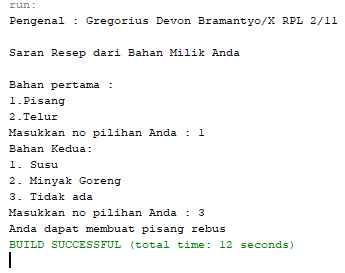 run:
Pengenal : Gregorius Devon Bramantyo/X RPL 2/11
Saran Resep dari Bahan Milik Anda
Bahan pertama :
1.Pisang
2.Telur
Masukkan no pilihan Anda : 1
Bahan Kedua:
1. Susu
2. Minyak Goreng
3. Tidak ada
Masukkan no pilihan Anda : 3
Anda dapat membuat pisang rebus
BUILD SUCCESSFUL (total time: 12 seconds)